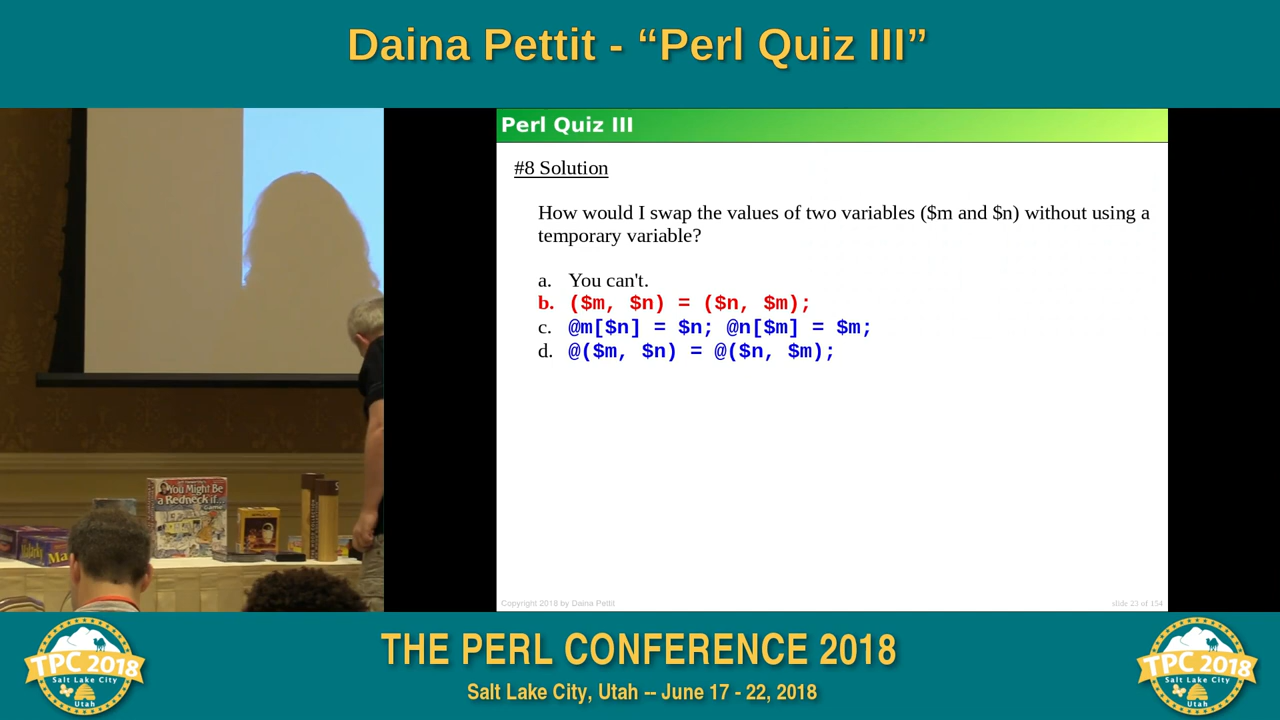 Daina Pettit - “Perl Quiz III”
Perl Quiz III
#8 Solution
How would I swap the values of two variables ($m and $n) without using a
temporary variable?
a. You can't.
b. ($m, $n) = ($n, $m);
c. @m[$n] = $n; @n[$m] = $m;
d. @($m, $n) = @($n, $m);
You Might Be
a Redneck if...
Game
Malarky
Ma
Copyright 2018 by Daina Pettit
slide 23 of 154
TPC 2018
Salt Lake City
Utah
THE PERL CONFERENCE 2018
Salt Lake City, Utah -- June 17 - 22, 2018
TPC 2018
Salt Lake City
Utah